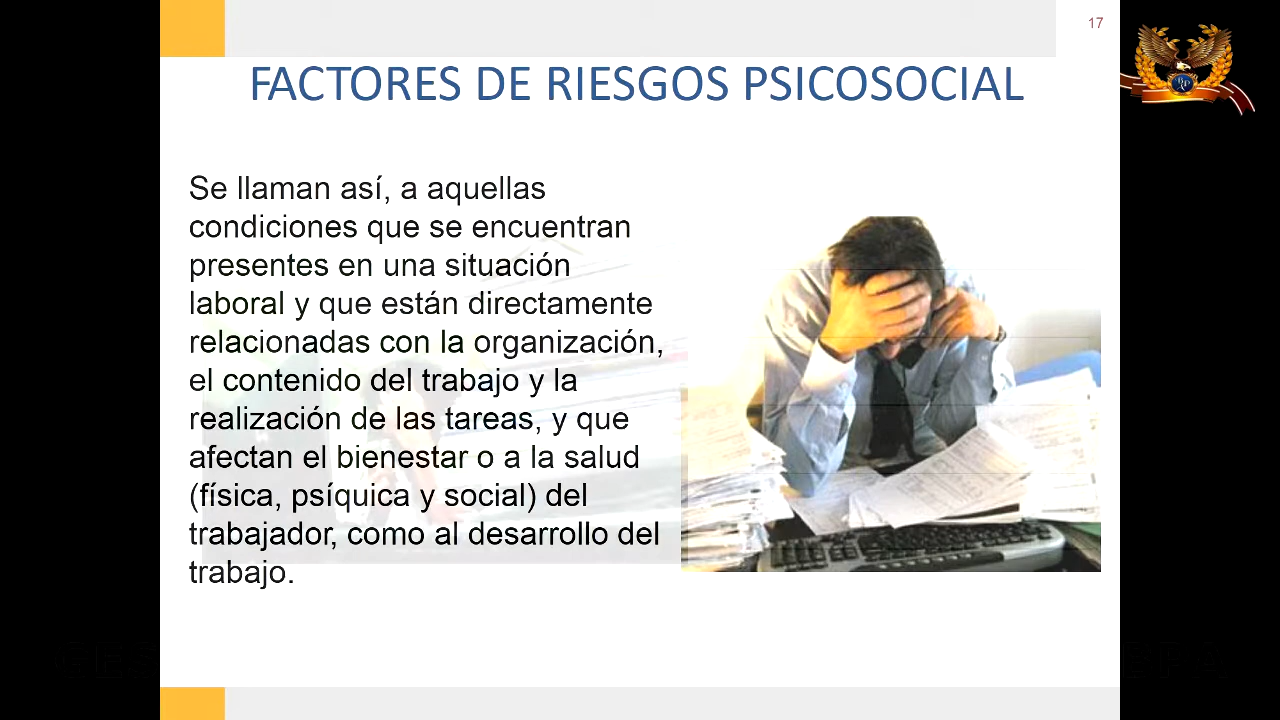 17
FACTORES DE RIESGOS PSICOSOCIAL
Se llaman así, a aquellas
condiciones que se encuentran
presentes en una situación
laboral y que están directamente
relacionadas con la organización,
el contenido del trabajo y la
realización de las tareas, y que
afectan el bienestar o a la salud
(física, psíquica y social) del
trabajador, como al desarrollo del
trabajo.